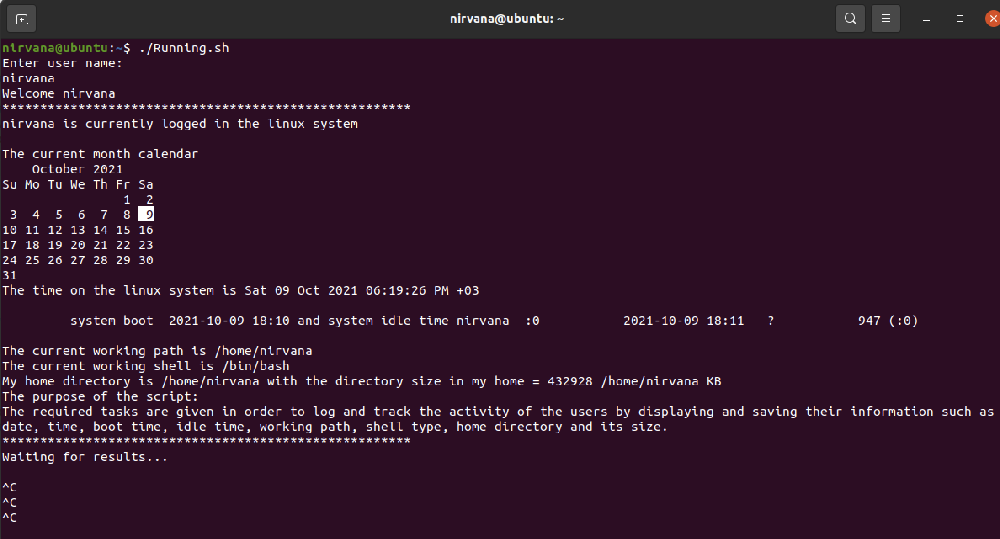 nirvana@ubuntu: ~
nirvana@ubuntu:~$ ./Running.sh
Enter user name:
nirvana
Welcome nirvana
******************************************************
nirvana is currently logged in the linux system
The current month calendar
    October 2021
Su Mo Tu We Th Fr Sa
                1  2
 3  4  5  6  7  8  9
10 11 12 13 14 15 16
17 18 19 20 21 22 23
24 25 26 27 28 29 30
31
The time on the linux system is Sat 09 Oct 2021 06:19:26 PM +03
         system boot  2021-10-09 18:10 and system idle time nirvana  :0           2021-10-09 18:11   ?           947 (:0)
The current working path is /home/nirvana
The current working shell is /bin/bash
My home directory is /home/nirvana with the directory size in my home = 432928 /home/nirvana KB
The purpose of the script:
The required tasks are given in order to log and track the activity of the users by displaying and saving their information such as
date, time, boot time, idle time, working path, shell type, home directory and its size.
******************************************************
Waiting for results...
^C
^C
^C